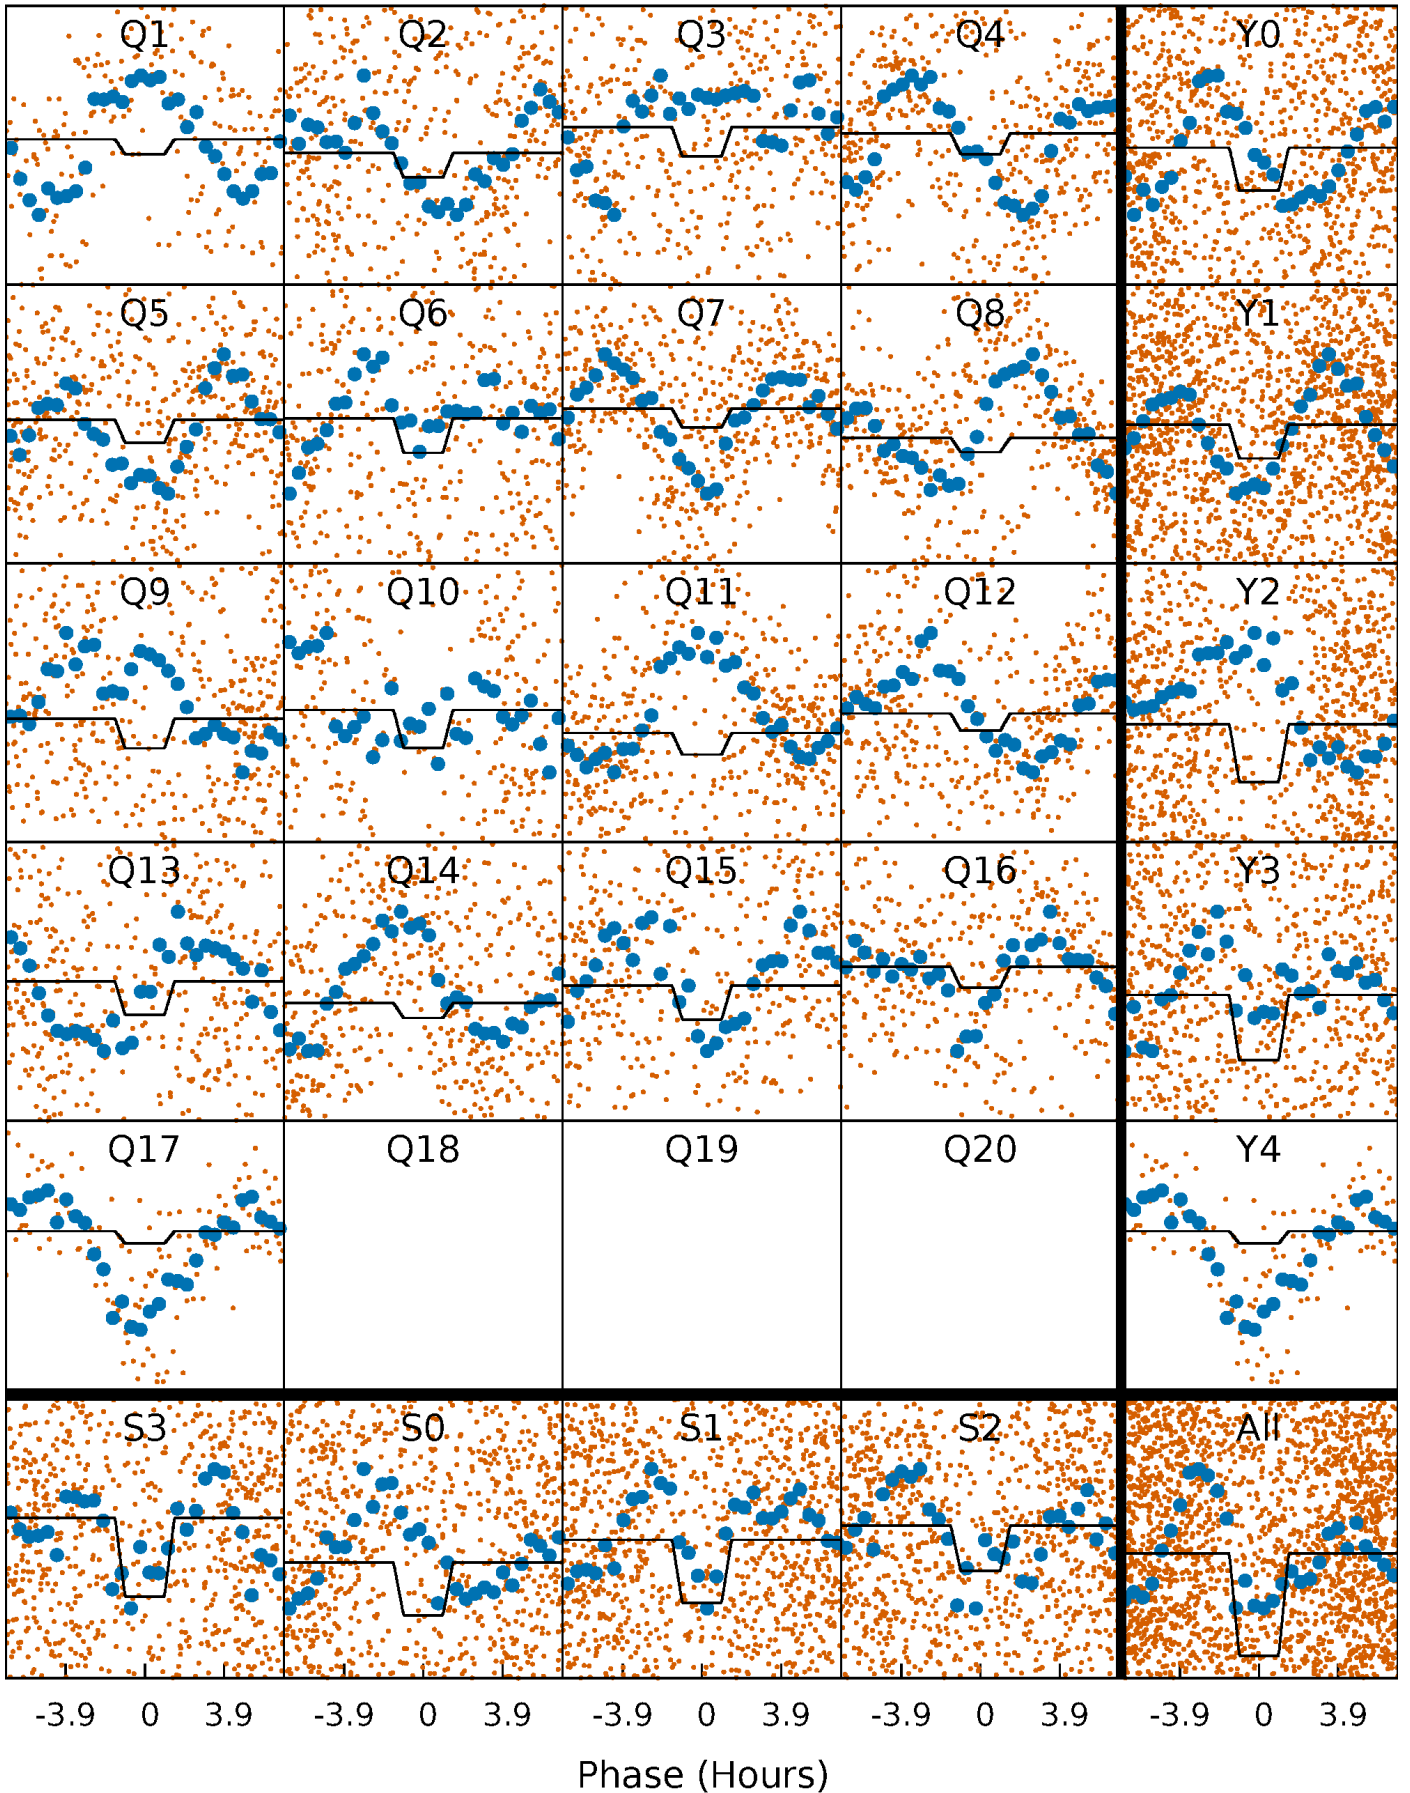 Q1 Q2 Q3 Q4 Y0
Q5 Q6 Q7 Q8 Y1
Q9 Q10 Q11 Q12 Y2
Q13 Q14 Q15 Q16 Y3
Q17 Q18 Q19 Q20 Y4
S3 S0 S1 S2 All
-3.9 0 3.9 -3.9 0 3.9 -3.9 0 3.9 -3.9 0 3.9 -3.9 0 3.9
Phase (Hours)